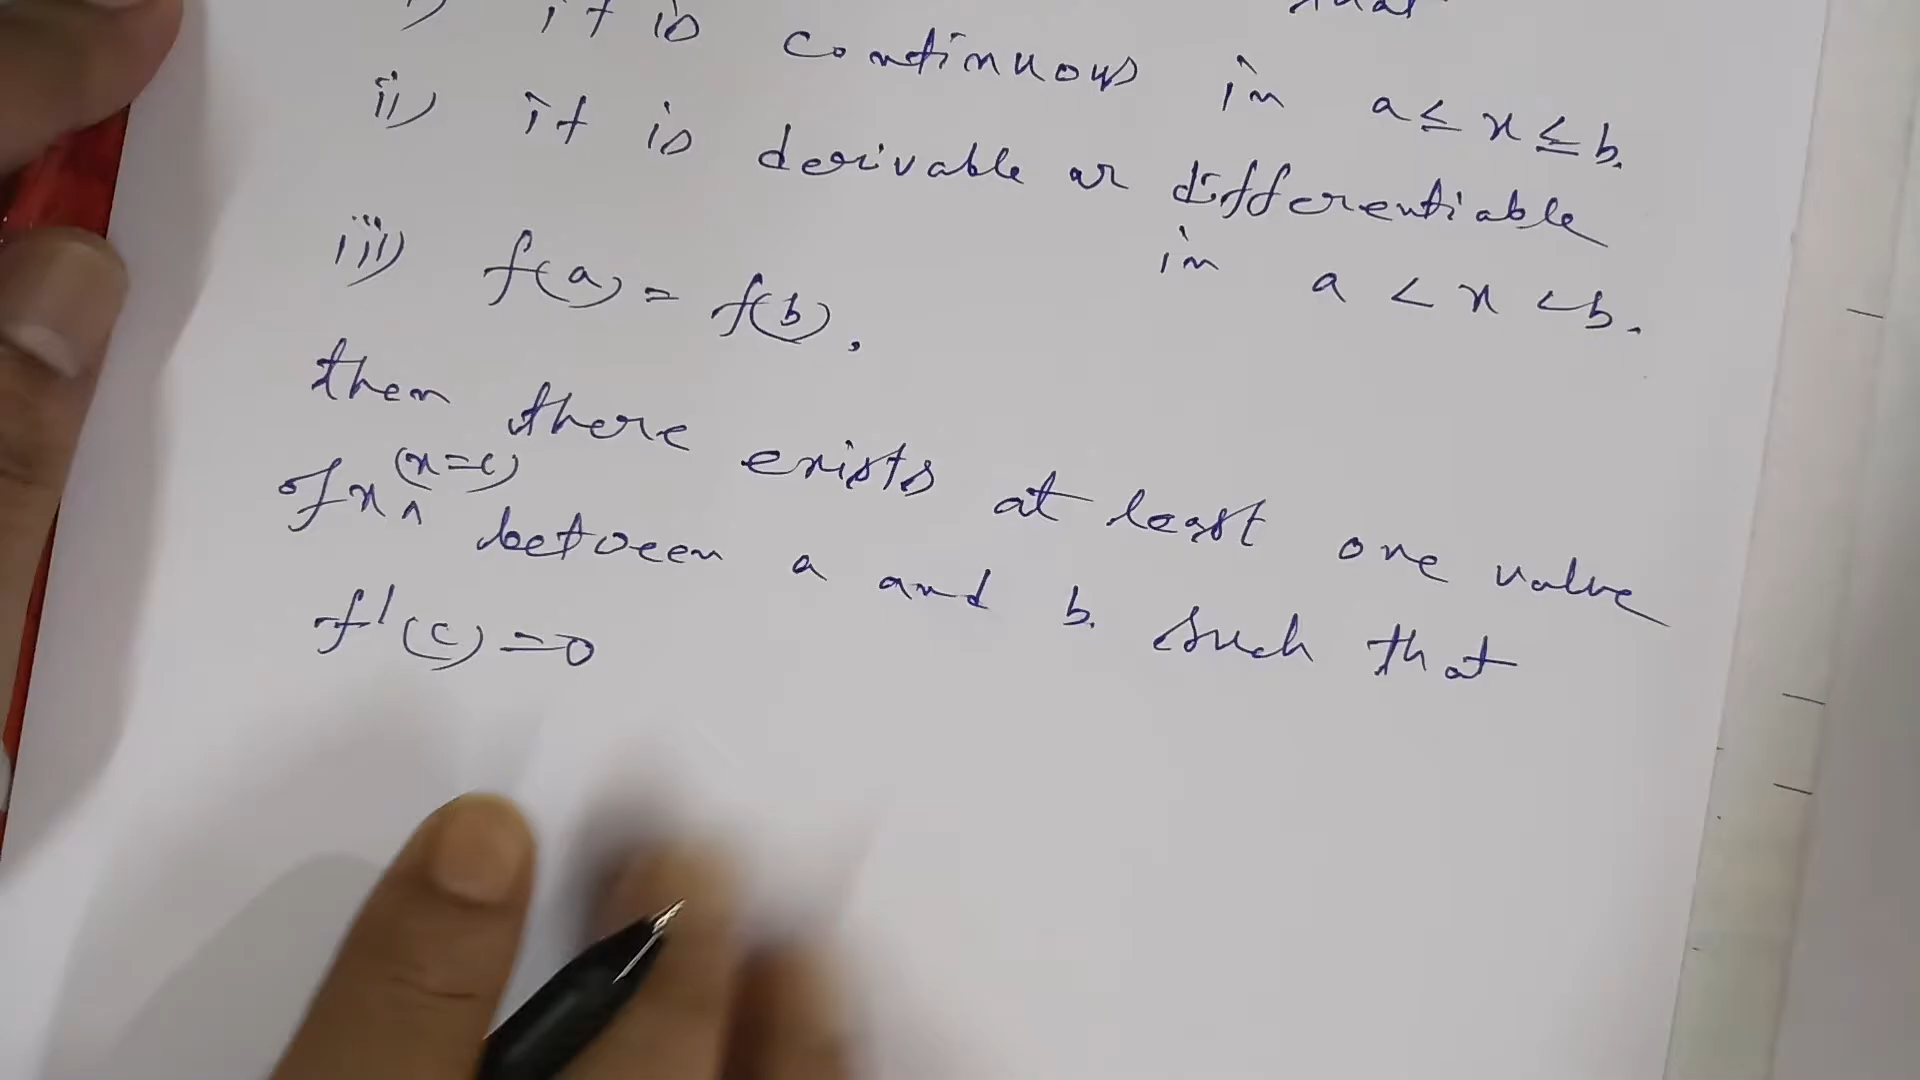 that
i) it is continuous in a ≤ x ≤ b.
ii) it is derivable or differentiable
in a < x < b.
iii) f(a) = f(b),
then there exists at least one value
of x ^ (x=c) between a and b. such that
f'(c) = 0